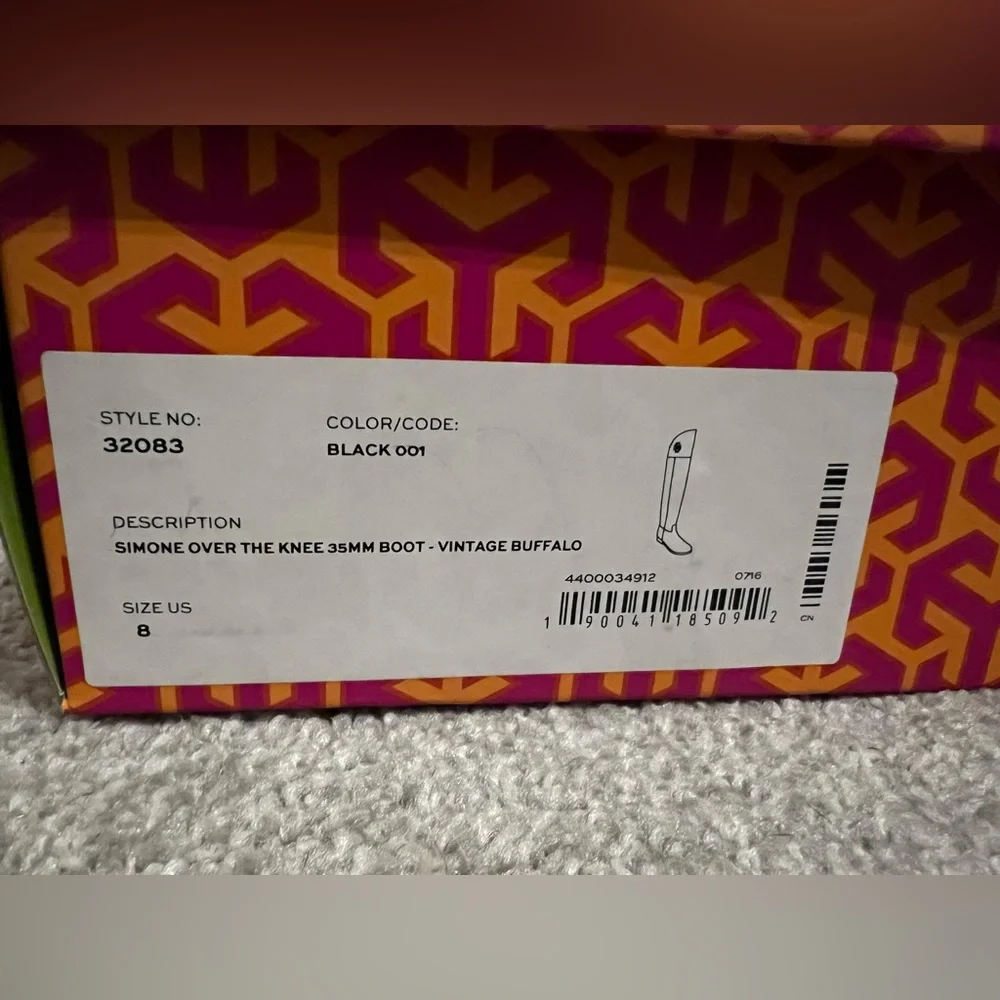 STYLE NO:
32083
COLOR/CODE:
BLACK 001
DESCRIPTION
SIMONE OVER THE KNEE 35MM BOOT - VINTAGE BUFFALO
SIZE US
8
4400034912 0716
1 90041 18509 2
CN